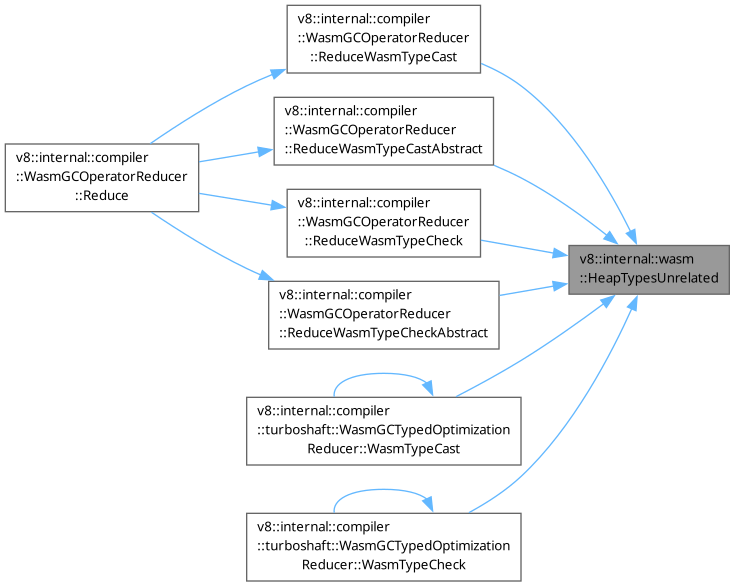 v8::internal::compiler
::WasmGCOperatorReducer
::ReduceWasmTypeCast
v8::internal::compiler
::WasmGCOperatorReducer
::ReduceWasmTypeCastAbstract
v8::internal::compiler
::WasmGCOperatorReducer
::Reduce
v8::internal::compiler
::WasmGCOperatorReducer
::ReduceWasmTypeCheck
v8::internal::wasm
::HeapTypesUnrelated
v8::internal::compiler
::WasmGCOperatorReducer
::ReduceWasmTypeCheckAbstract
v8::internal::compiler
::turboshaft::WasmGCTypedOptimization
Reducer::WasmTypeCast
v8::internal::compiler
::turboshaft::WasmGCTypedOptimization
Reducer::WasmTypeCheck